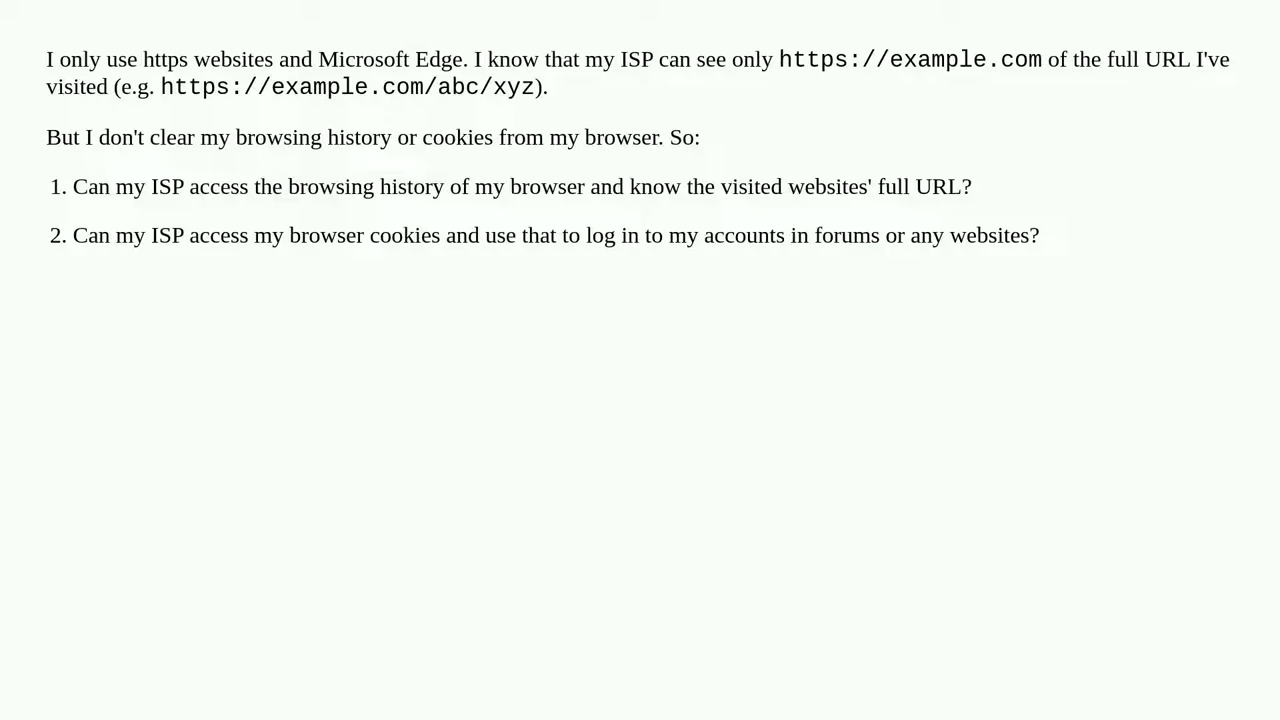 I only use https websites and Microsoft Edge. I know that my ISP can see only https://example.com of the full URL I've
visited (e.g. https://example.com/abc/xyz).
But I don't clear my browsing history or cookies from my browser. So:
1. Can my ISP access the browsing history of my browser and know the visited websites' full URL?
2. Can my ISP access my browser cookies and use that to log in to my accounts in forums or any websites?